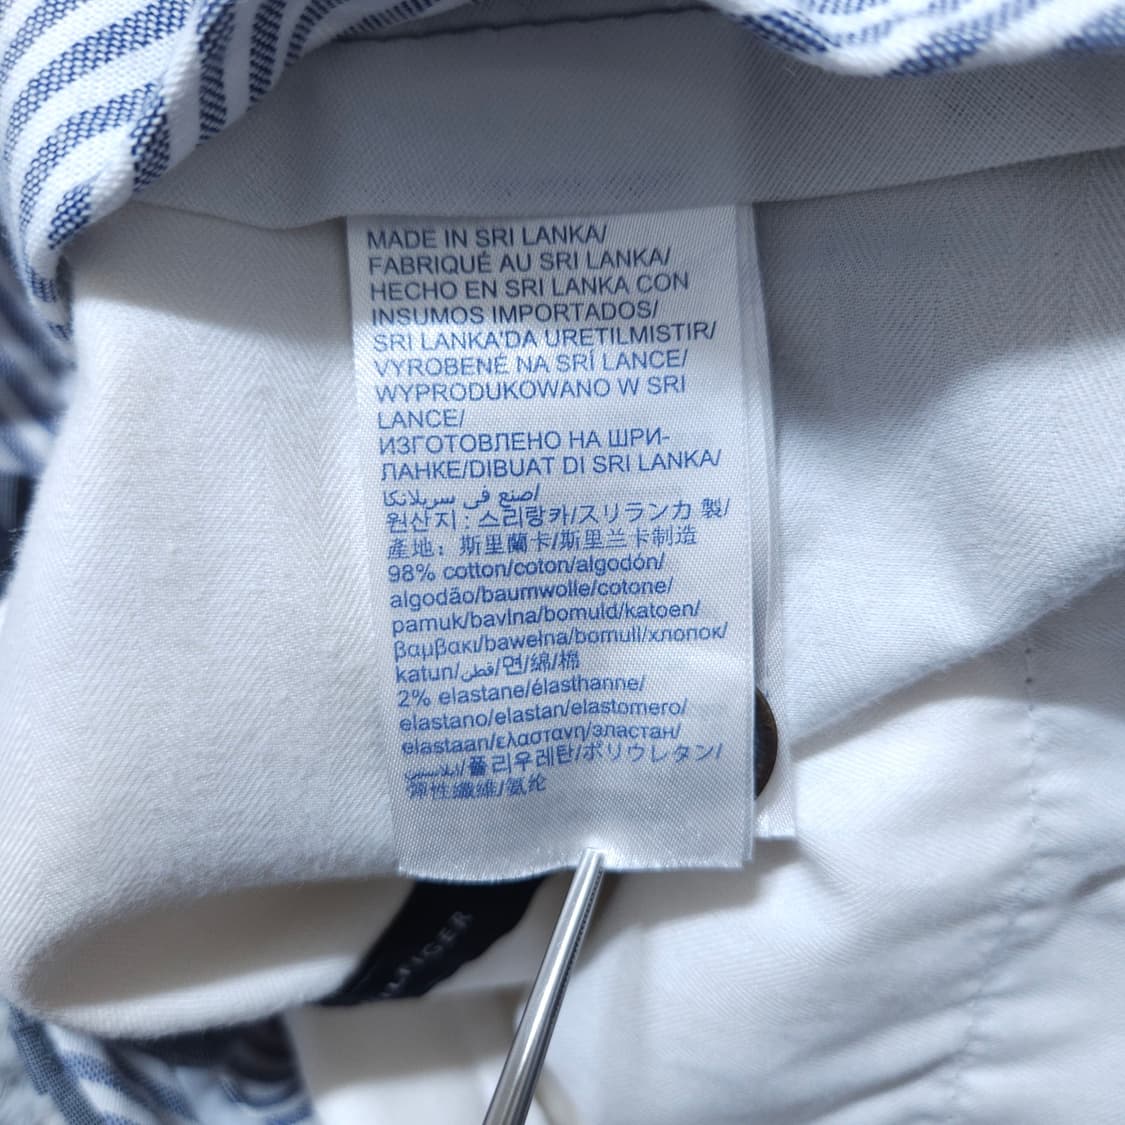 MADE IN SRI LANKA/
FABRIQUÉ AU SRI LANKA/
HECHO EN SRI LANKA CON
INSUMOS IMPORTADOS/
SRI LANKA'DA URETILMISTIR/
VYROBENÉ NA SRÍ LANCE/
WYPRODUKOWANO W SRI
LANCE/
ИЗГОТОВЛЕНО НА ШРИ-
ЛАНКЕ/DIBUAT DI SRI LANKA/
صنع في سريلانكا/
원산지 : 스리랑카/スリランカ 製/
產地：斯里蘭卡/斯里兰卡制造
98% cotton/coton/algodón/
algodão/baumwolle/cotone/
pamuk/bavlna/bomuld/katoen/
βαμβακι/bawełna/bomull/хлопок/
katun/قطن/면/綿/棉
2% elastane/élasthanne/
elastano/elastan/elastomero/
elastaan/ελαστανη/эластан/
/폴리우레탄/ポリウレタン/
彈性纖維/氨纶
LFIGER